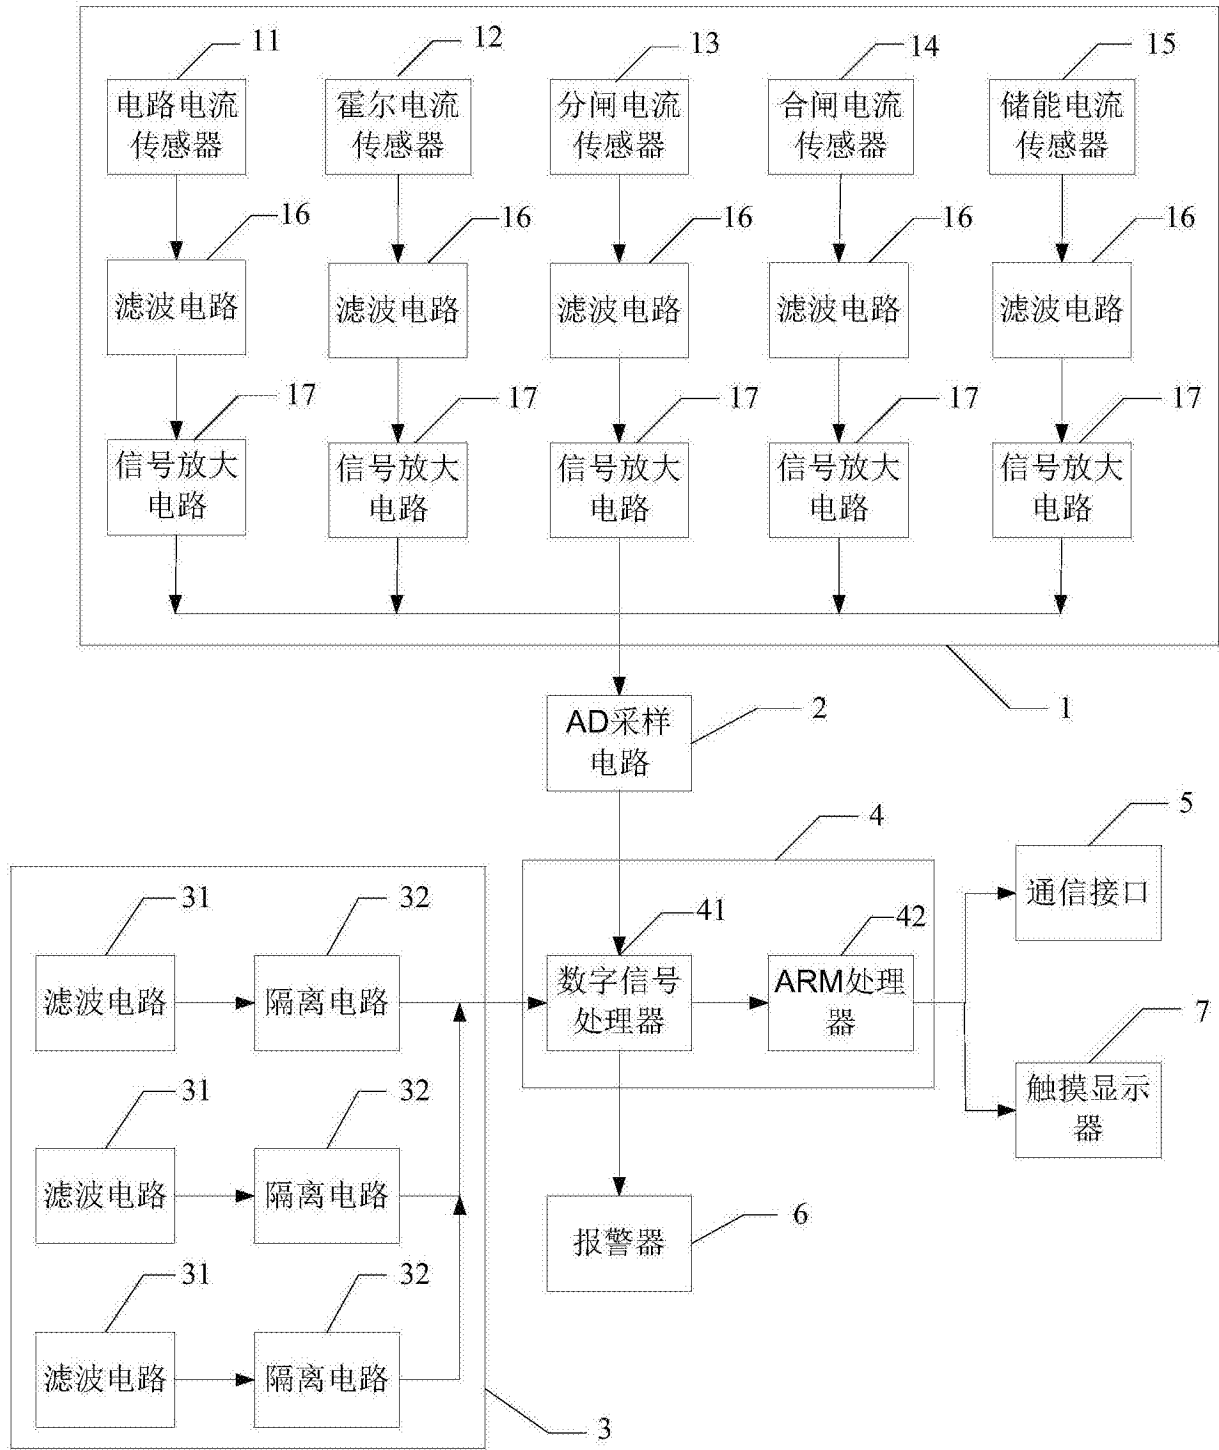 11
12
13
14
15
电路电流
传感器
霍尔电流
传感器
分闸电流
传感器
合闸电流
传感器
储能电流
传感器
16
16
16
16
16
滤波电路
滤波电路
滤波电路
滤波电路
滤波电路
17
17
17
17
17
信号放大
电路
信号放大
电路
信号放大
电路
信号放大
电路
信号放大
电路
1
AD采样
电路
2
4
5
通信接口
31
32
41
42
滤波电路
隔离电路
数字信号
处理器
ARM处理
器
7
触摸显示
器
31
32
滤波电路
隔离电路
6
报警器
31
32
滤波电路
隔离电路
3